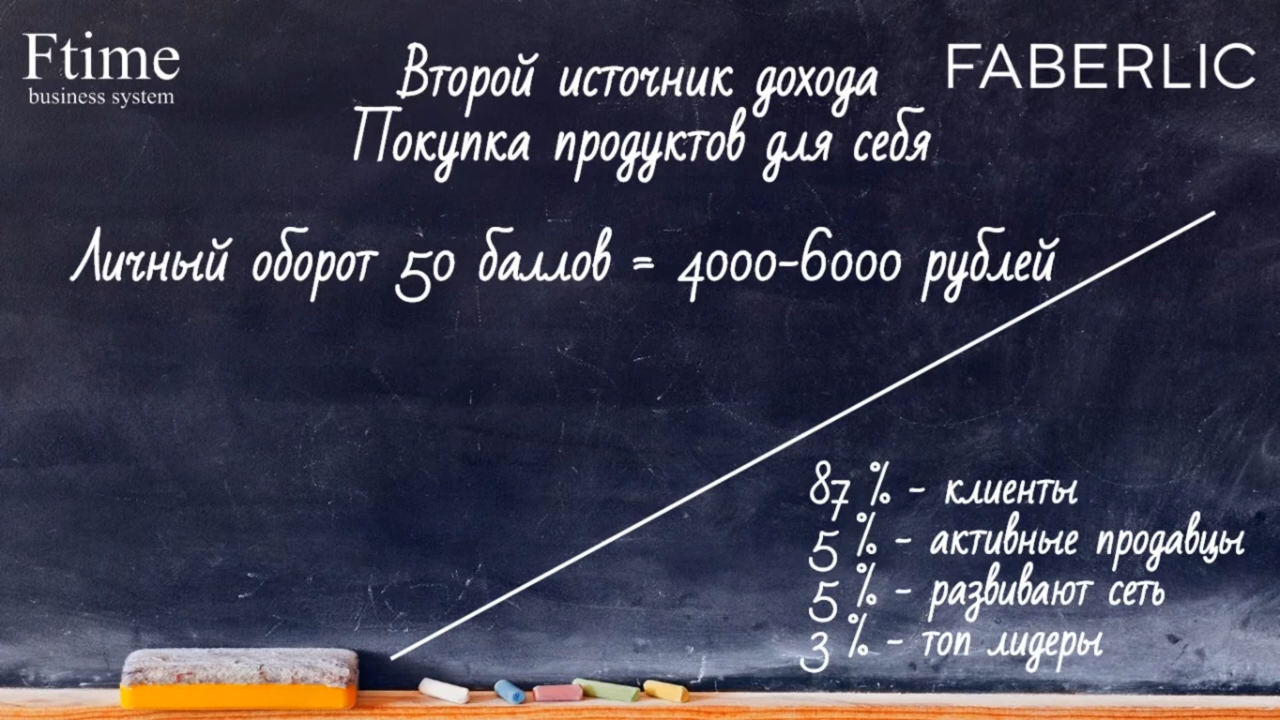 Ftime
business system
FABERLIC
Второй источник дохода
Покупка продуктов для себя
Личный оборот 50 баллов = 4000-6000 рублей
87 % - клиенты
5 % - активные продавцы
5 % - развивают сеть
3 % - топ лидеры